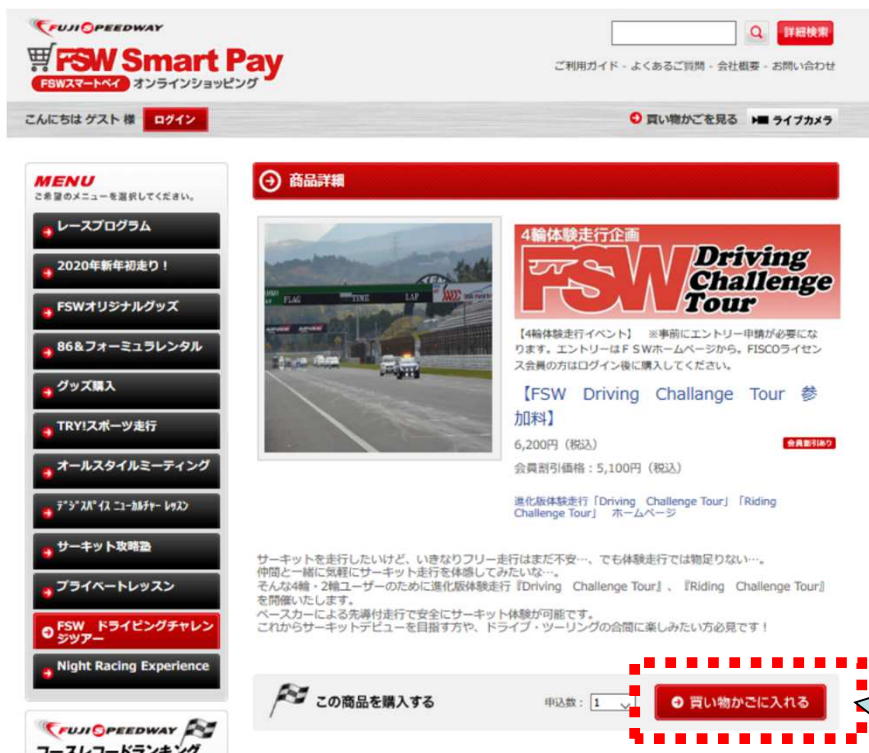 FUJI SPEEDWAY
FSW Smart Pay
FSWスマートペイ オンラインショッピング
詳細検索
ご利用ガイド - よくあるご質問 - 会社概要 - お問い合わせ
こんにちは ゲスト 様 ログイン
買い物かごを見る ライブカメラ
MENU
ご希望のメニューを選択してください。
レースプログラム
2020年新年初走り！
FSWオリジナルグッズ
86&フォーミュラレンタル
グッズ購入
TRY!スポーツ走行
オールスタイルミーティング
ﾃﾞｼﾞｽﾊﾟｲｽ ﾆｭｰｶﾙﾁｬｰ ﾚｯｽﾝ
サーキット攻略塾
プライベートレッスン
FSW ドライビングチャレン
ジツアー
Night Racing Experience
FUJI SPEEDWAY
コースレコードランキング
商品詳細
FLAG TIME LAP
4輪体験走行企画
FSW Driving
Challenge
Tour
【4輪体験走行イベント】 ※事前にエントリー申請が必要にな
ります。エントリーはＦＳＷホームページから。FISCOライセン
ス会員の方はログイン後に購入してください。
【FSW Driving Challange Tour 参
加料】
6,200円（税込） 会員割引あり
会員割引価格：5,100円（税込）
進化版体験走行「Driving Challenge Tour」「Riding
Challenge Tour」 ホームページ
サーキットを走行したいけど、いきなりフリー走行はまだ不安…、でも体験走行では物足りない…。
仲間と一緒に気軽にサーキット走行を体感してみたいな…。
そんな4輪・2輪ユーザーのために進化版体験走行『Driving Challenge Tour』、『Riding Challenge Tour』
を開催いたします。
ペースカーによる先導付走行で安全にサーキット体験が可能です。
これからサーキットデビューを目指す方や、ドライブ・ツーリングの合間に楽しみたい方必見です！
この商品を購入する
申込数： 1
買い物かごに入れる